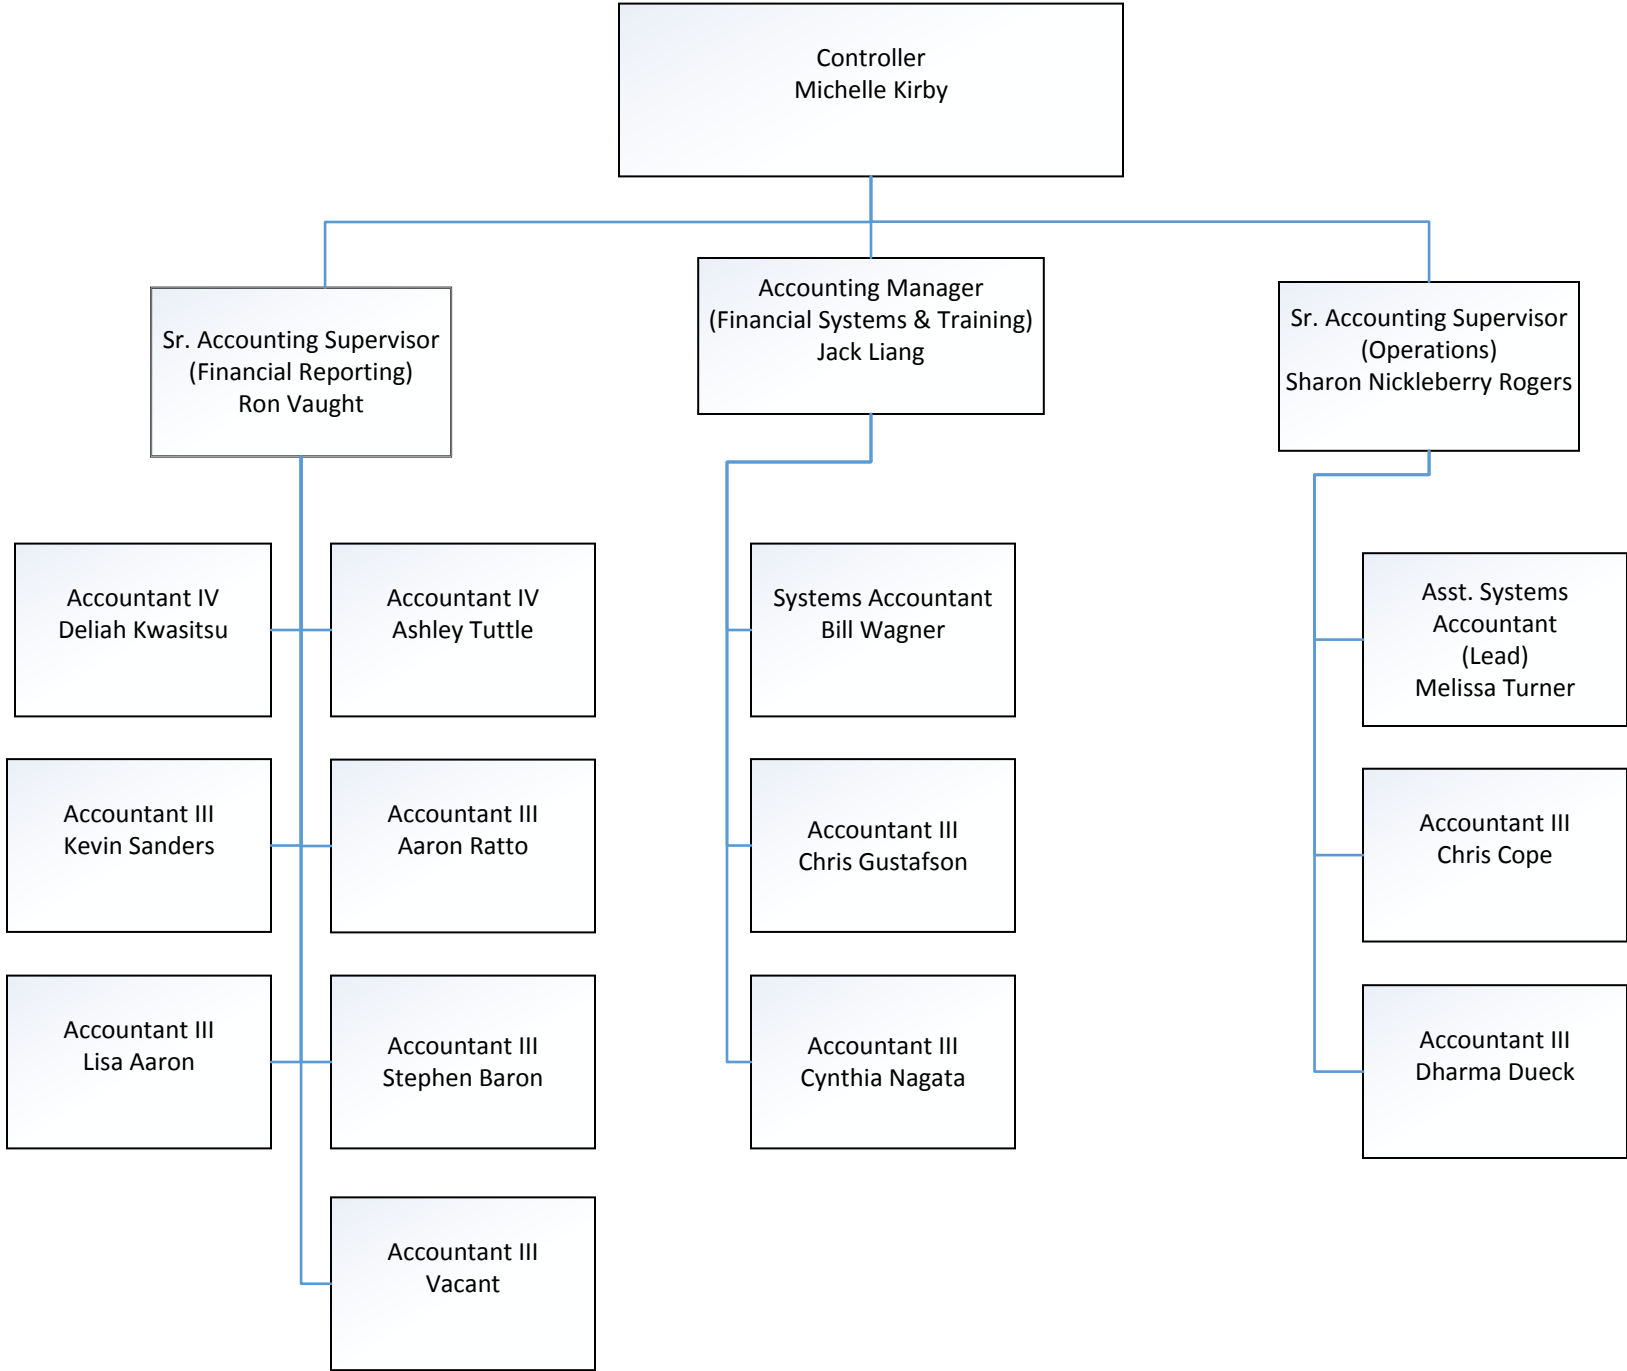 Controller
Michelle Kirby
Sr. Accounting Supervisor
(Financial Reporting)
Ron Vaught
Accounting Manager
(Financial Systems & Training)
Jack Liang
Sr. Accounting Supervisor
(Operations)
Sharon Nickleberry Rogers
Accountant IV
Deliah Kwasitsu
Accountant IV
Ashley Tuttle
Systems Accountant
Bill Wagner
Asst. Systems
Accountant
(Lead)
Melissa Turner
Accountant III
Kevin Sanders
Accountant III
Aaron Ratto
Accountant III
Chris Gustafson
Accountant III
Chris Cope
Accountant III
Lisa Aaron
Accountant III
Stephen Baron
Accountant III
Cynthia Nagata
Accountant III
Dharma Dueck
Accountant III
Vacant